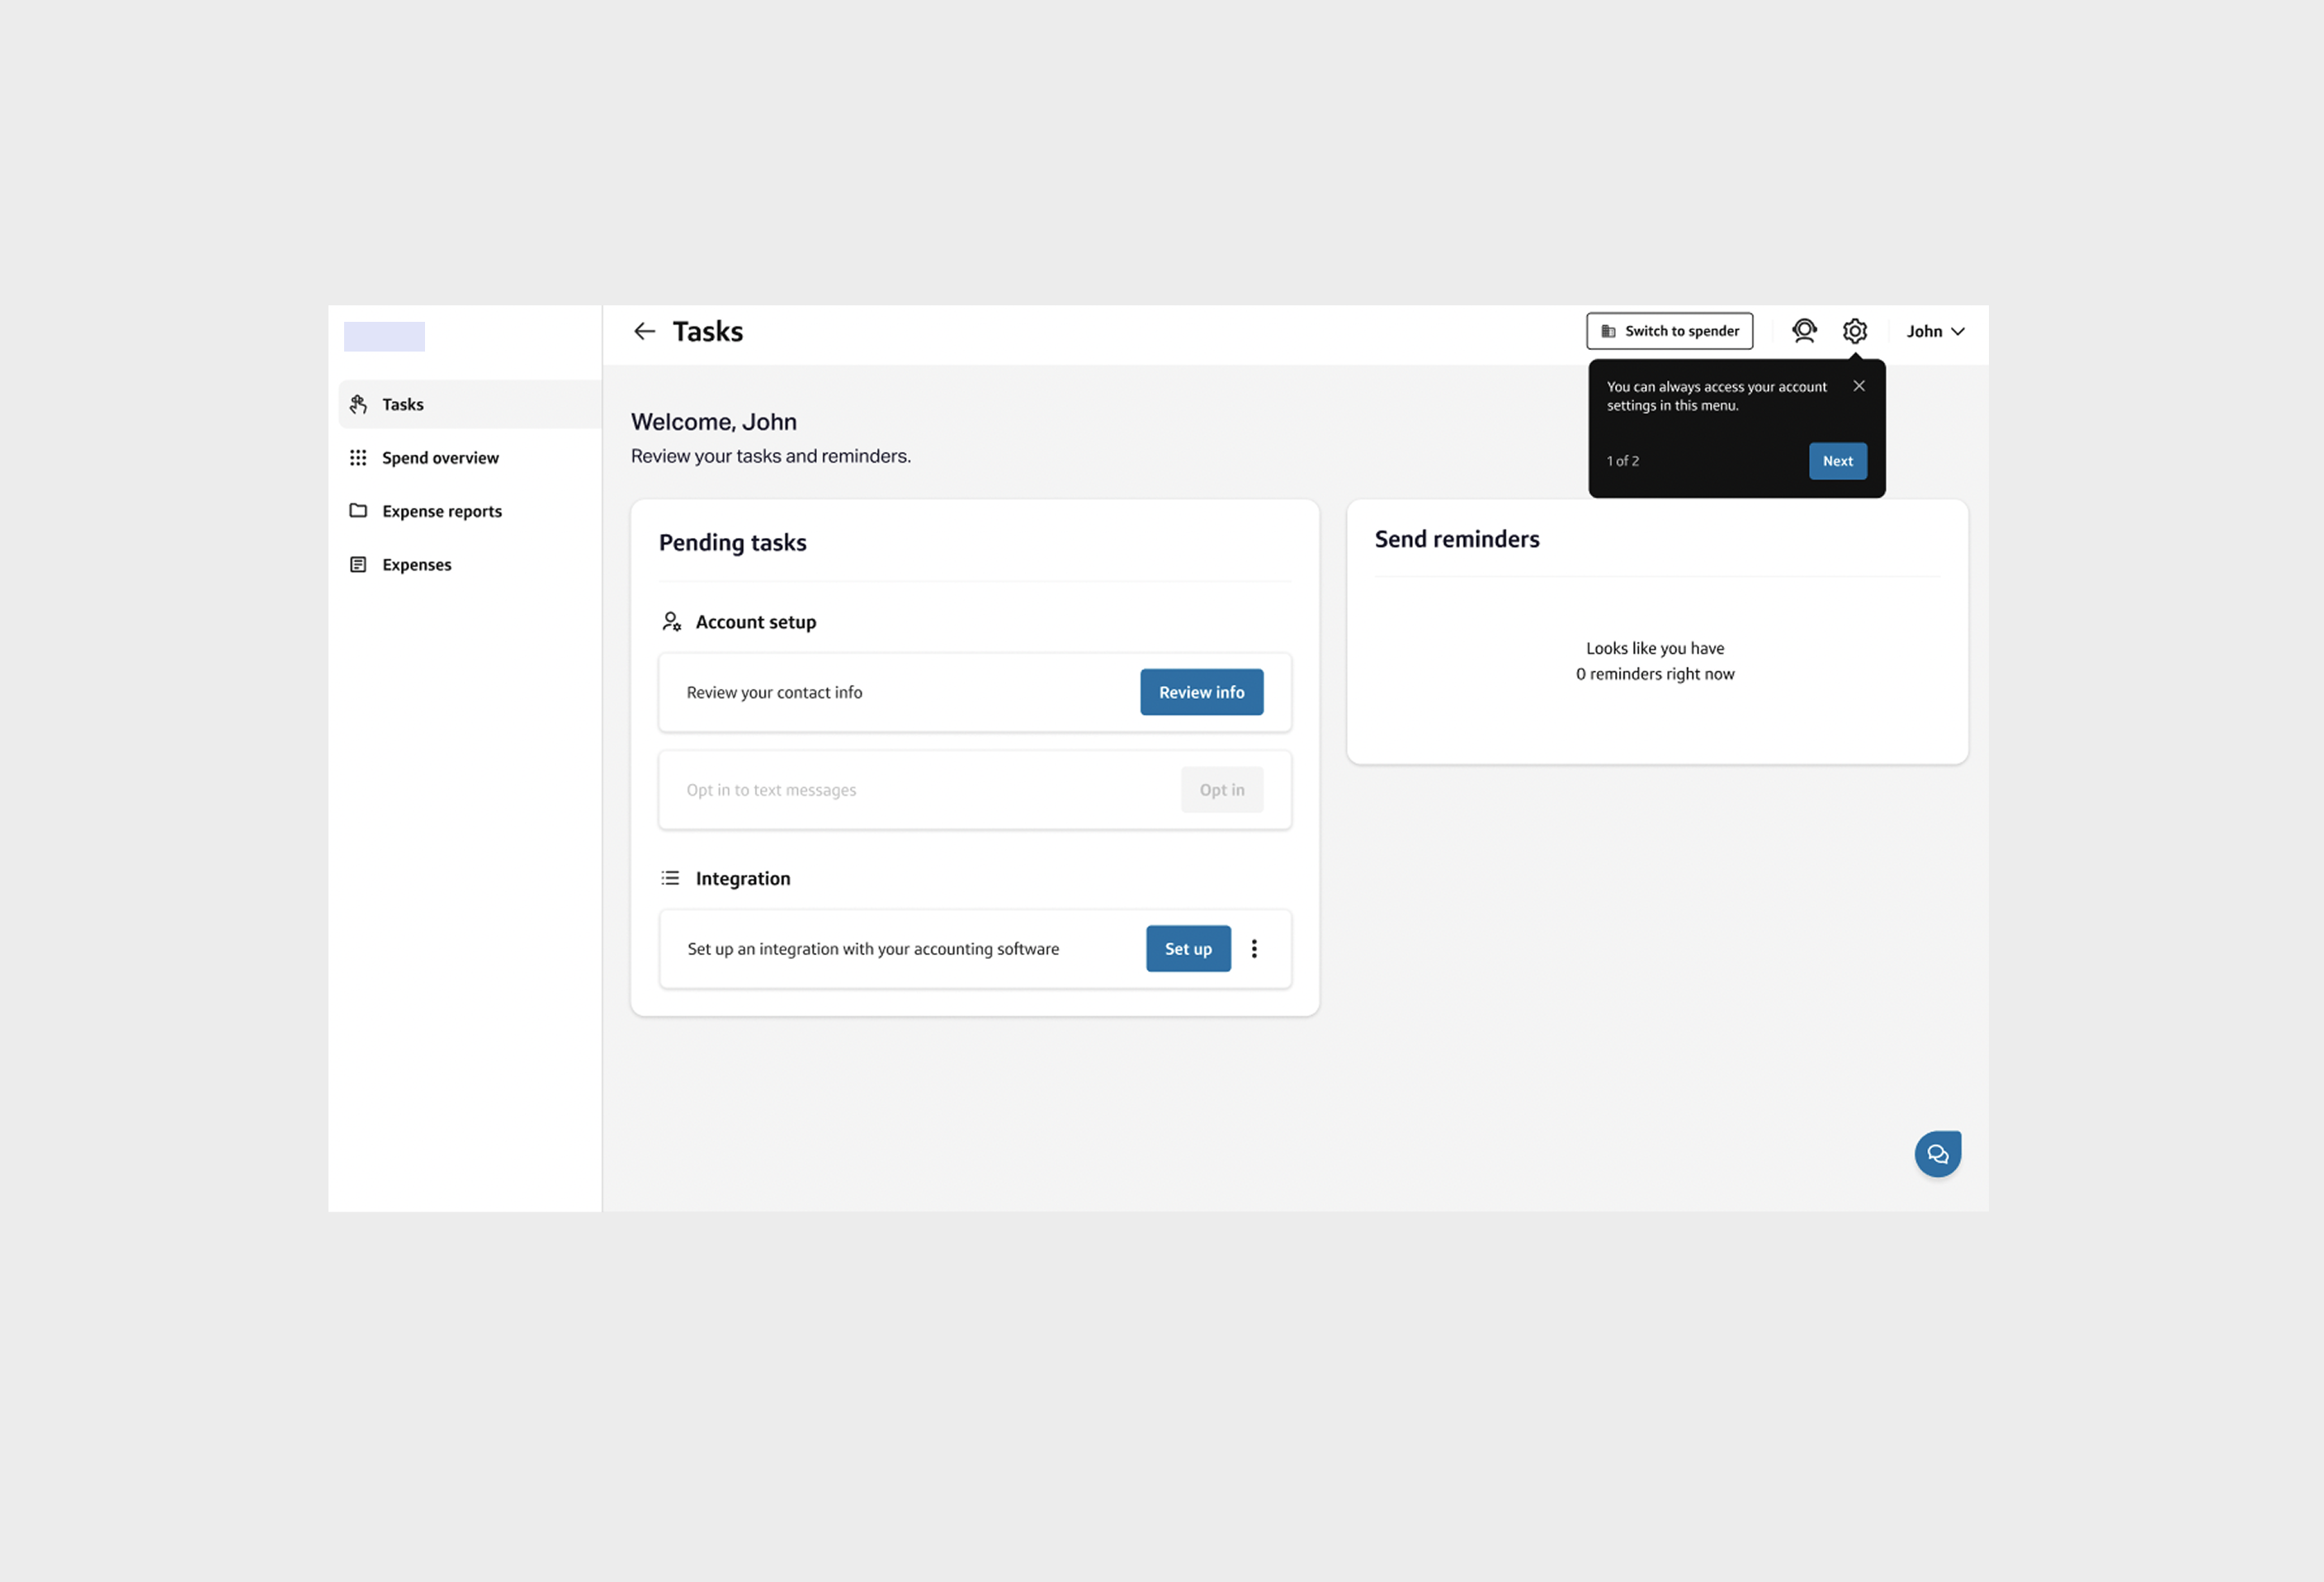 Tasks
Switch to spender
John
You can always access your account
settings in this menu.
1 of 2
Next
Tasks
Spend overview
Expense reports
Expenses
Welcome, John
Review your tasks and reminders.
Pending tasks
Account setup
Review your contact info
Review info
Opt in to text messages
Opt in
Integration
Set up an integration with your accounting software
Set up
Send reminders
Looks like you have
0 reminders right now